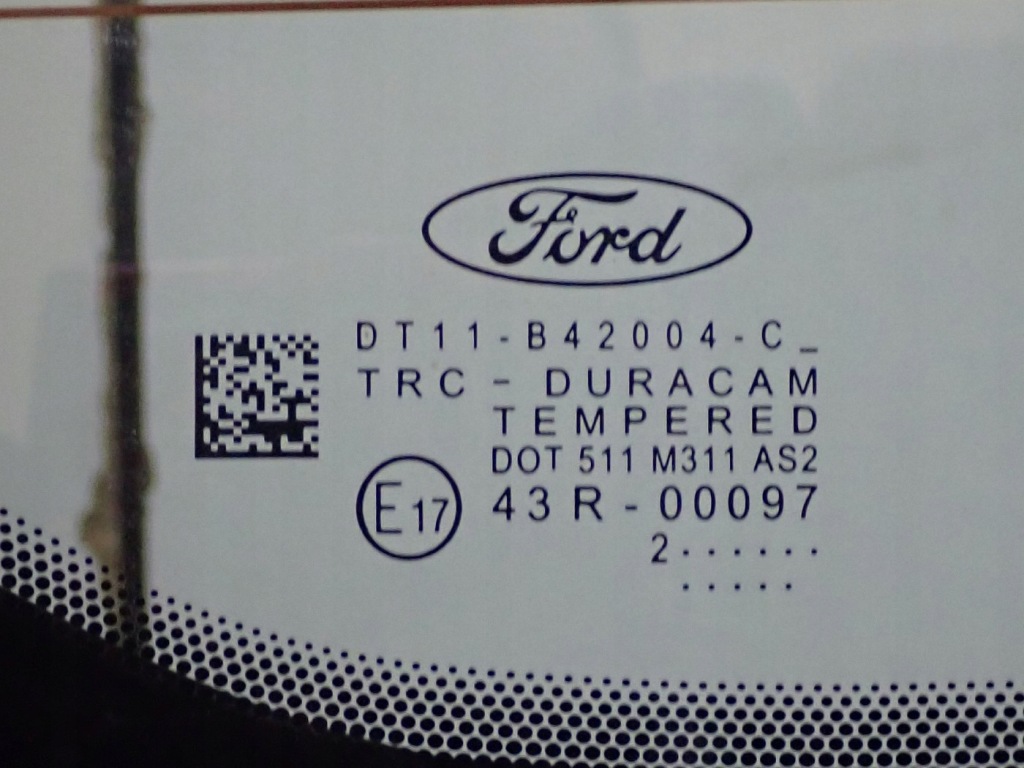 Ford
DT11-B42004-C_
TRC - DURACAM
TEMPERED
DOT 511 M311 AS2
E17
43R-00097
2......
.....